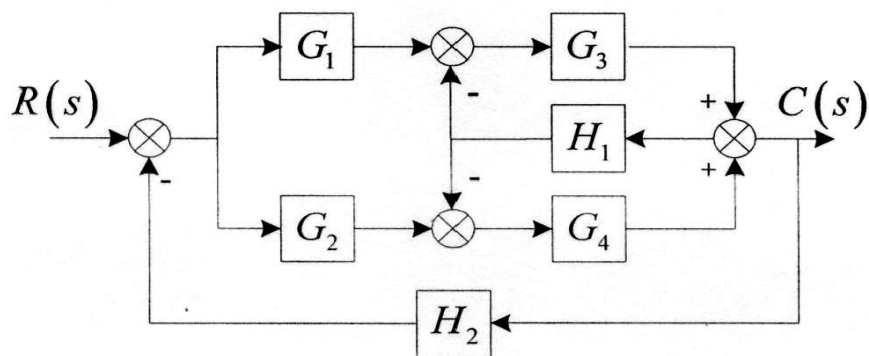 G₁
G₃
R(s)
-
+
C(s)
H₁
-
-
+
G₂
G₄
H₂